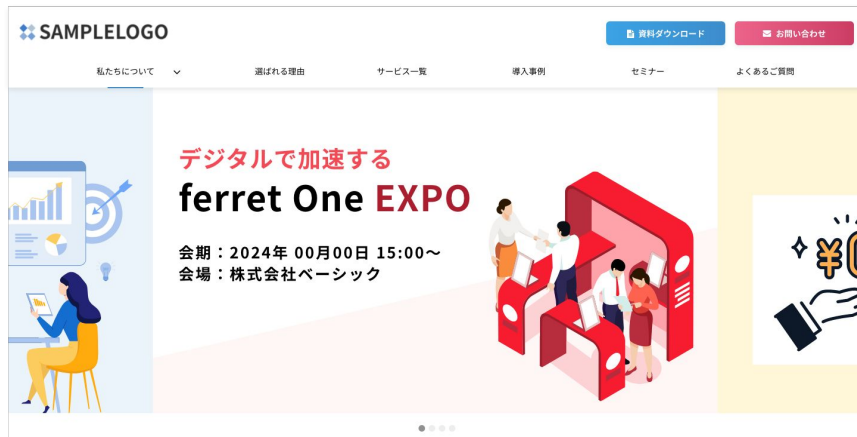 SAMPLELOGO
資料ダウンロード
お問い合わせ
私たちについて
選ばれる理由
サービス一覧
導入事例
セミナー
よくあるご質問
デジタルで加速する
ferret One EXPO
会期：2024年 00月00日 15:00～
会場：株式会社ベーシック
¥